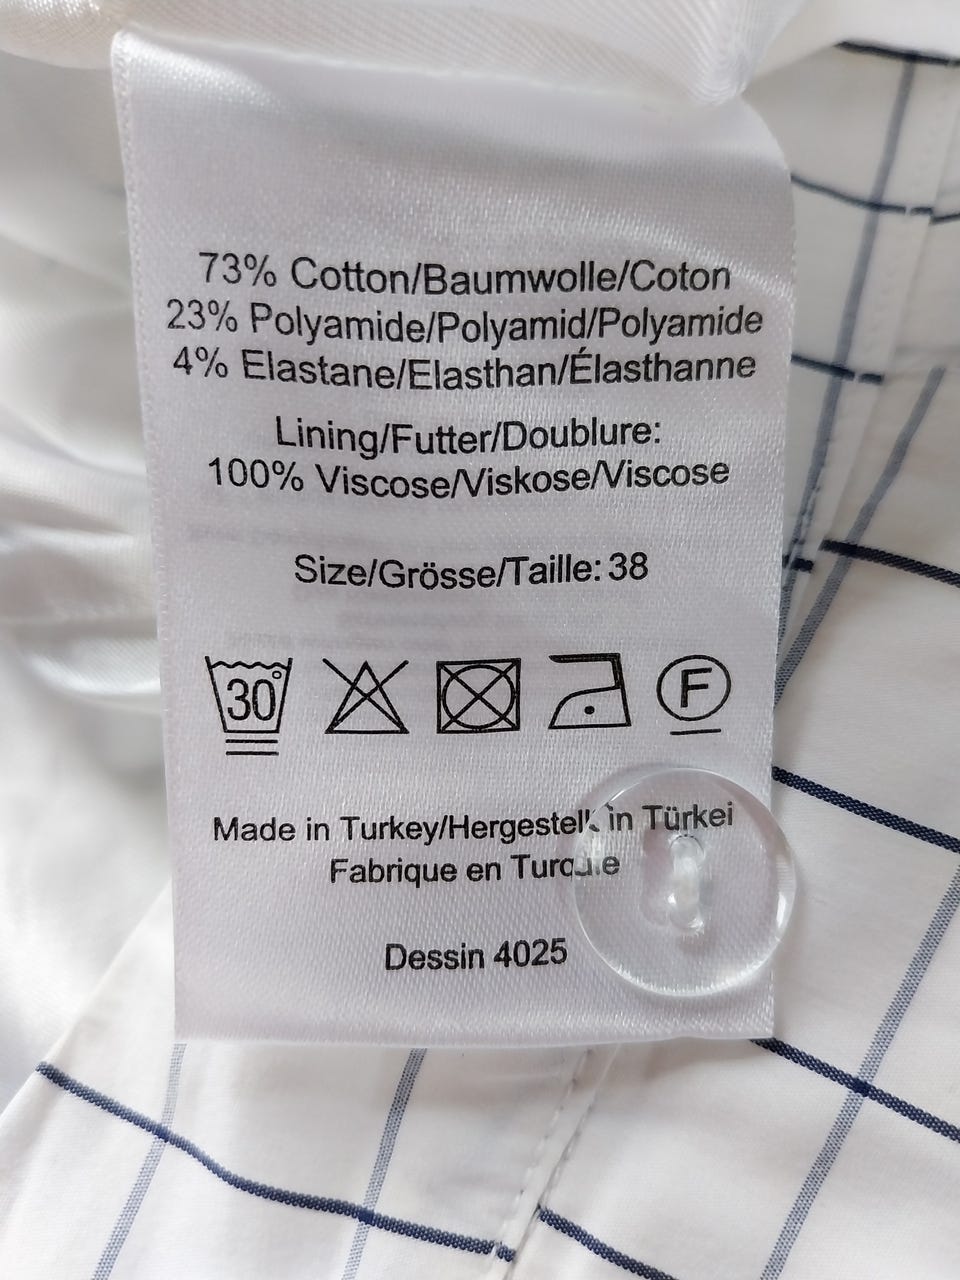 73% Cotton/Baumwolle/Coton
23% Polyamide/Polyamid/Polyamide
4% Elastane/Elasthan/Élasthanne
Lining/Futter/Doublure:
100% Viscose/Viskose/Viscose
Size/Grösse/Taille: 38
30°
F
Made in Turkey/Hergestellt in Türkei
Fabrique en Turquie
Dessin 4025